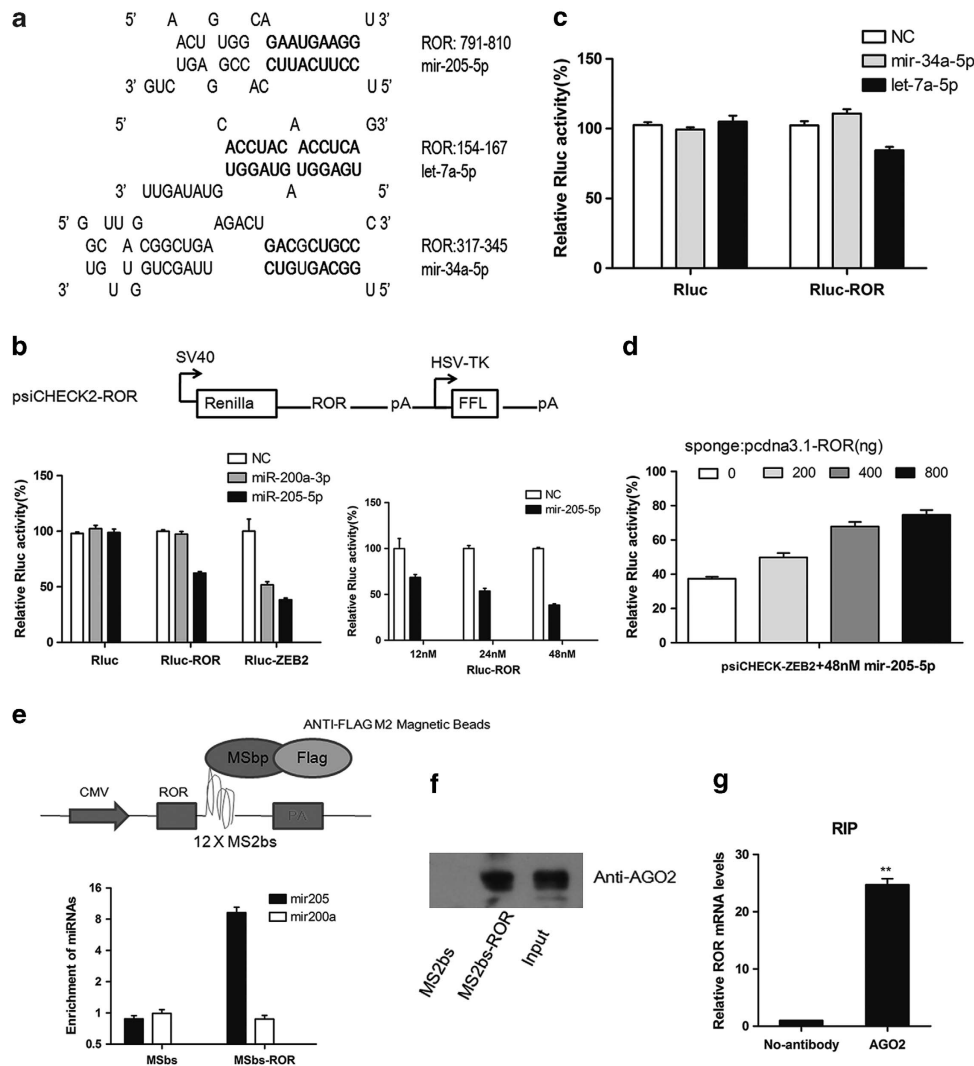 a
5' A G CA U 3'
ACU UGG GAAUGAAGG
UGA GCC CUUACUUCC
3' GUC G AC U 5'
ROR: 791-810
mir-205-5p
5' C A G3'
ACCUAC ACCUCA
UGGAUG UGGAGU
3' UUGAUAUG A 5'
ROR:154-167
let-7a-5p
5' G UU G AGACU C 3'
GC A CGGCUGA GACGCUGCC
UG U GUCGAUU CUGUGACGG
3' U G U 5'
ROR:317-345
mir-34a-5p
c
NC
mir-34a-5p
let-7a-5p
Relative Rluc activity(%)
150
100
50
0
Rluc Rluc-ROR
b
psiCHECK2-ROR
SV40
HSV-TK
Renilla ROR pA FFL pA
NC
miR-200a-3p
miR-205-5p
Relative Rluc activity(%)
150
100
50
0
Rluc Rluc-ROR Rluc-ZEB2
NC
mir-205-5p
Relative Rluc activity(%)
150
100
50
0
12nM 24nM 48nM
Rluc-ROR
d
sponge:pcdna3.1-ROR(ng)
0 200 400 800
Relative Rluc activity (%)
80
60
40
20
0
psiCHECK-ZEB2+48nM mir-205-5p
e
ANTI-FLAG M2 Magnetic Beads
MSbp Flag
CMV ROR PA
12 X MS2bs
mir205
mir200a
Enrichment of miRNAs
16
8
4
2
1
0.5
MSbs MSbs-ROR
f
Anti-AGO2
MS2bs
MS2bs-ROR
Input
g
RIP
Relative ROR mRNA levels
30
20
10
0
**
No-antibody AGO2